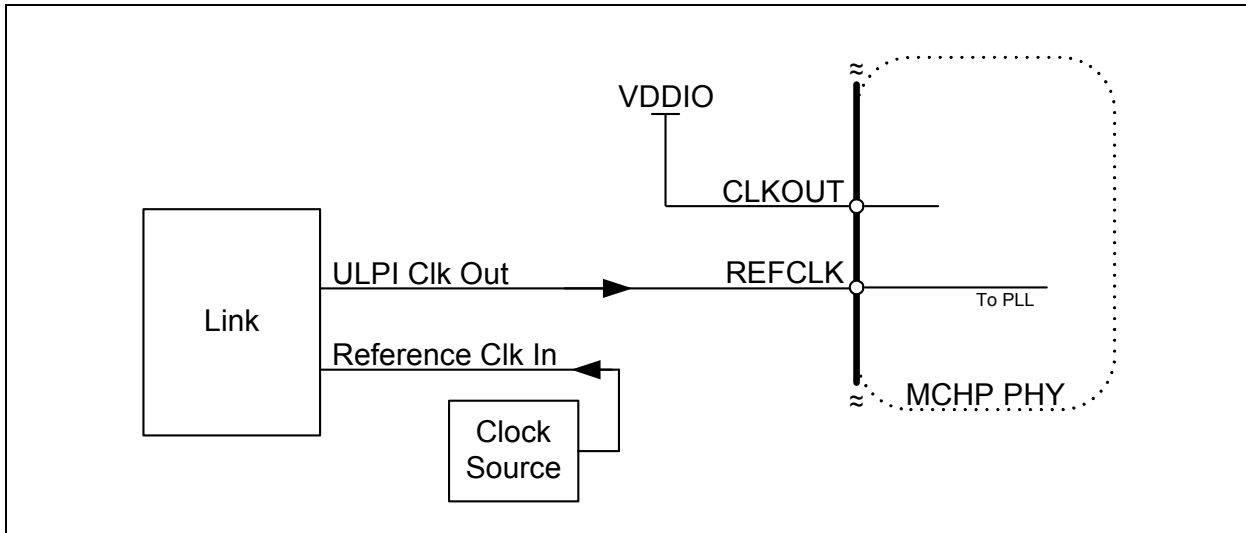 VDDIO
CLKOUT
ULPI Clk Out
REFCLK
To PLL
Link
Reference Clk In
MCHP PHY
Clock
Source